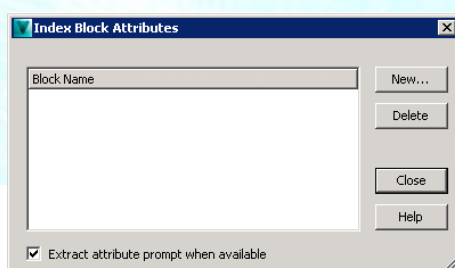 Index Block Attributes
Block Name
New...
Delete
Close
Help
Extract attribute prompt when available